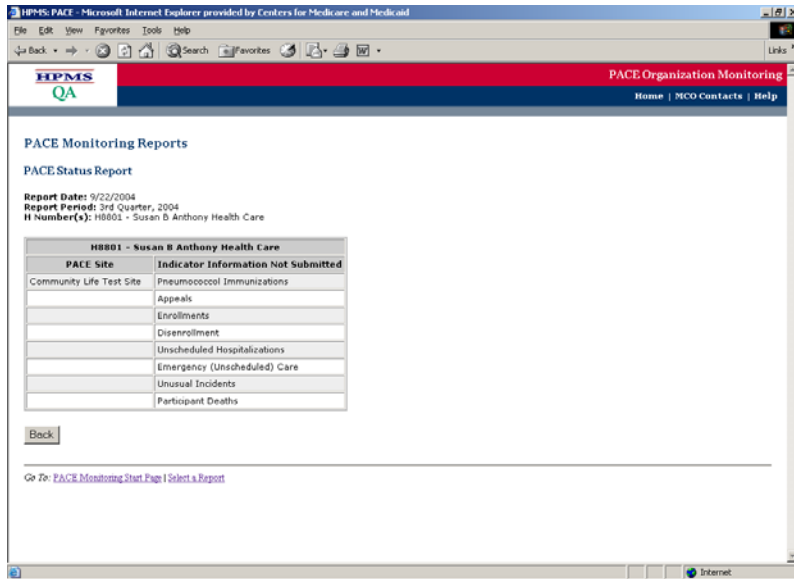 HPMS: PACE - Microsoft Internet Explorer provided by Centers for Medicare and Medicaid
File Edit View Favorites Tools Help
Back Search Favorites
Links
HPMS
QA
PACE Organization Monitoring
Home | MCO Contacts | Help
PACE Monitoring Reports
PACE Status Report
Report Date: 9/22/2004
Report Period: 3rd Quarter, 2004
H Number(s): H8801 - Susan B Anthony Health Care
H8801 - Susan B Anthony Health Care
PACE Site Indicator Information Not Submitted
Community Life Test Site Pneumococcol Immunizations
Appeals
Enrollments
Disenrollment
Unscheduled Hospitalizations
Emergency (Unscheduled) Care
Unusual Incidents
Participant Deaths
Back
Go To: PACE Monitoring Start Page | Select a Report
Internet